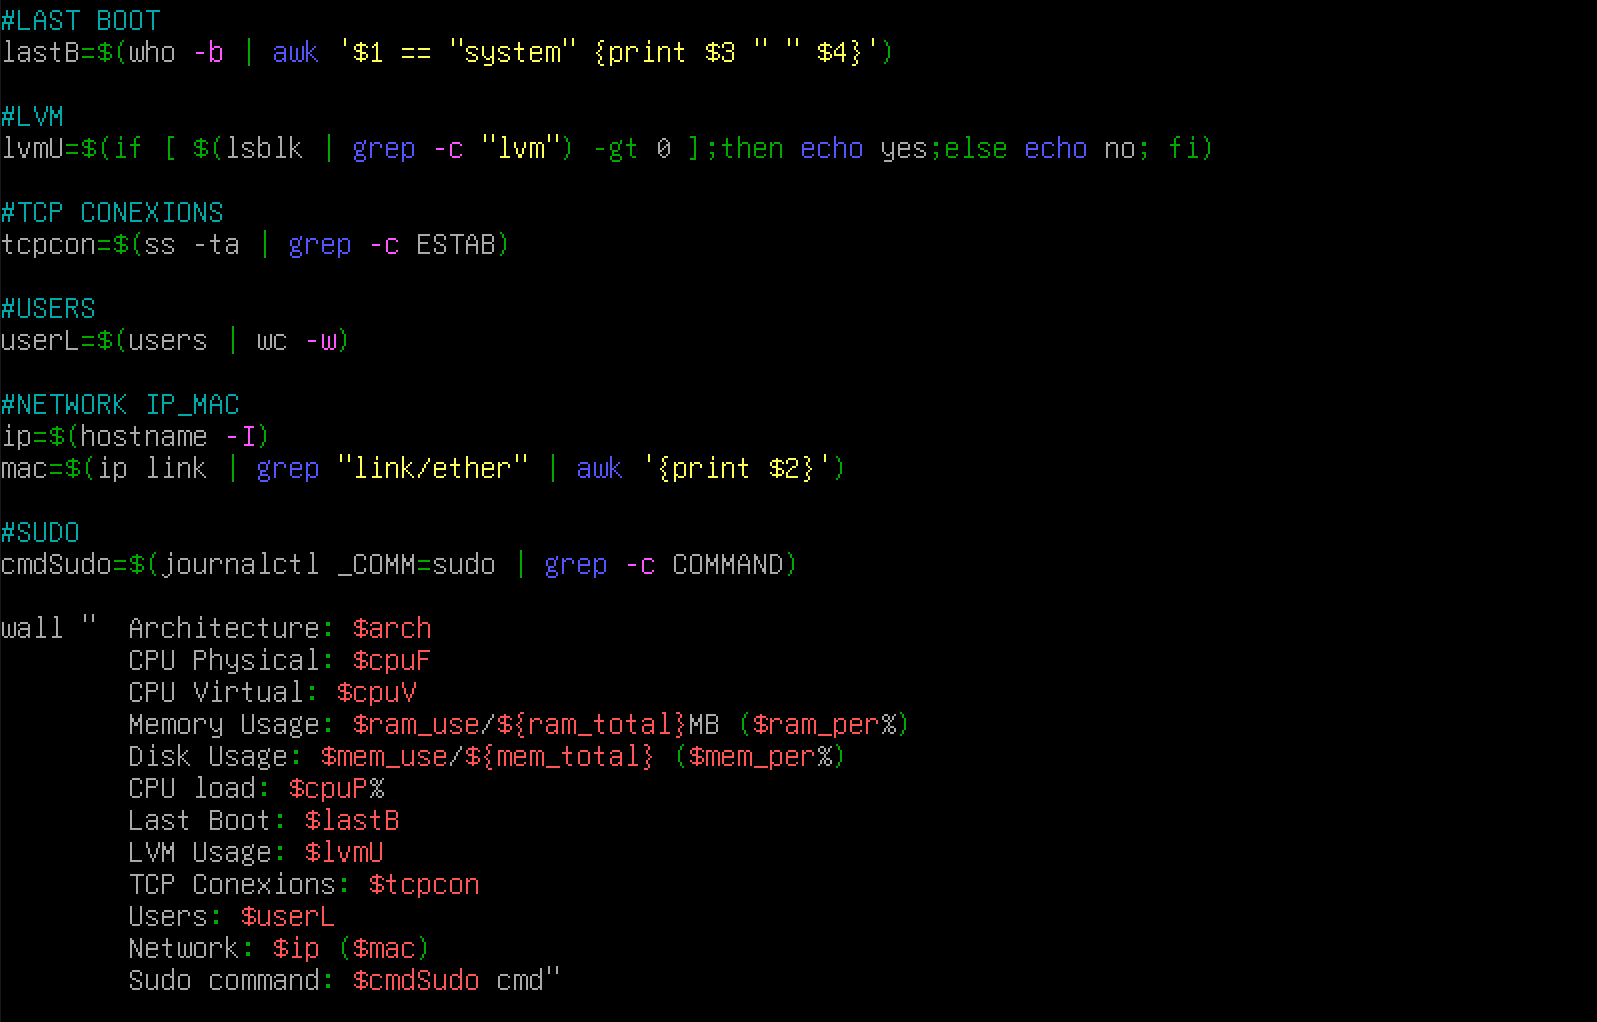 #LAST BOOT
lastB=$(who -b | awk '$1 == "system" {print $3 " " $4}')
#LVM
lvmU=$(if [ $(lsblk | grep -c "lvm") -gt 0 ];then echo yes;else echo no; fi)
#TCP CONEXIONS
tcpcon=$(ss -ta | grep -c ESTAB)
#USERS
userL=$(users | wc -w)
#NETWORK IP_MAC
ip=$(hostname -I)
mac=$(ip link | grep "link/ether" | awk '{print $2}')
#SUDO
cmdSudo=$(journalctl _COMM=sudo | grep -c COMMAND)
wall "  Architecture: $arch
        CPU Physical: $cpuF
        CPU Virtual: $cpuV
        Memory Usage: $ram_use/${ram_total}MB ($ram_per%)
        Disk Usage: $mem_use/${mem_total} ($mem_per%)
        CPU load: $cpuP%
        Last Boot: $lastB
        LVM Usage: $lvmU
        TCP Conexions: $tcpcon
        Users: $userL
        Network: $ip ($mac)
        Sudo command: $cmdSudo cmd"